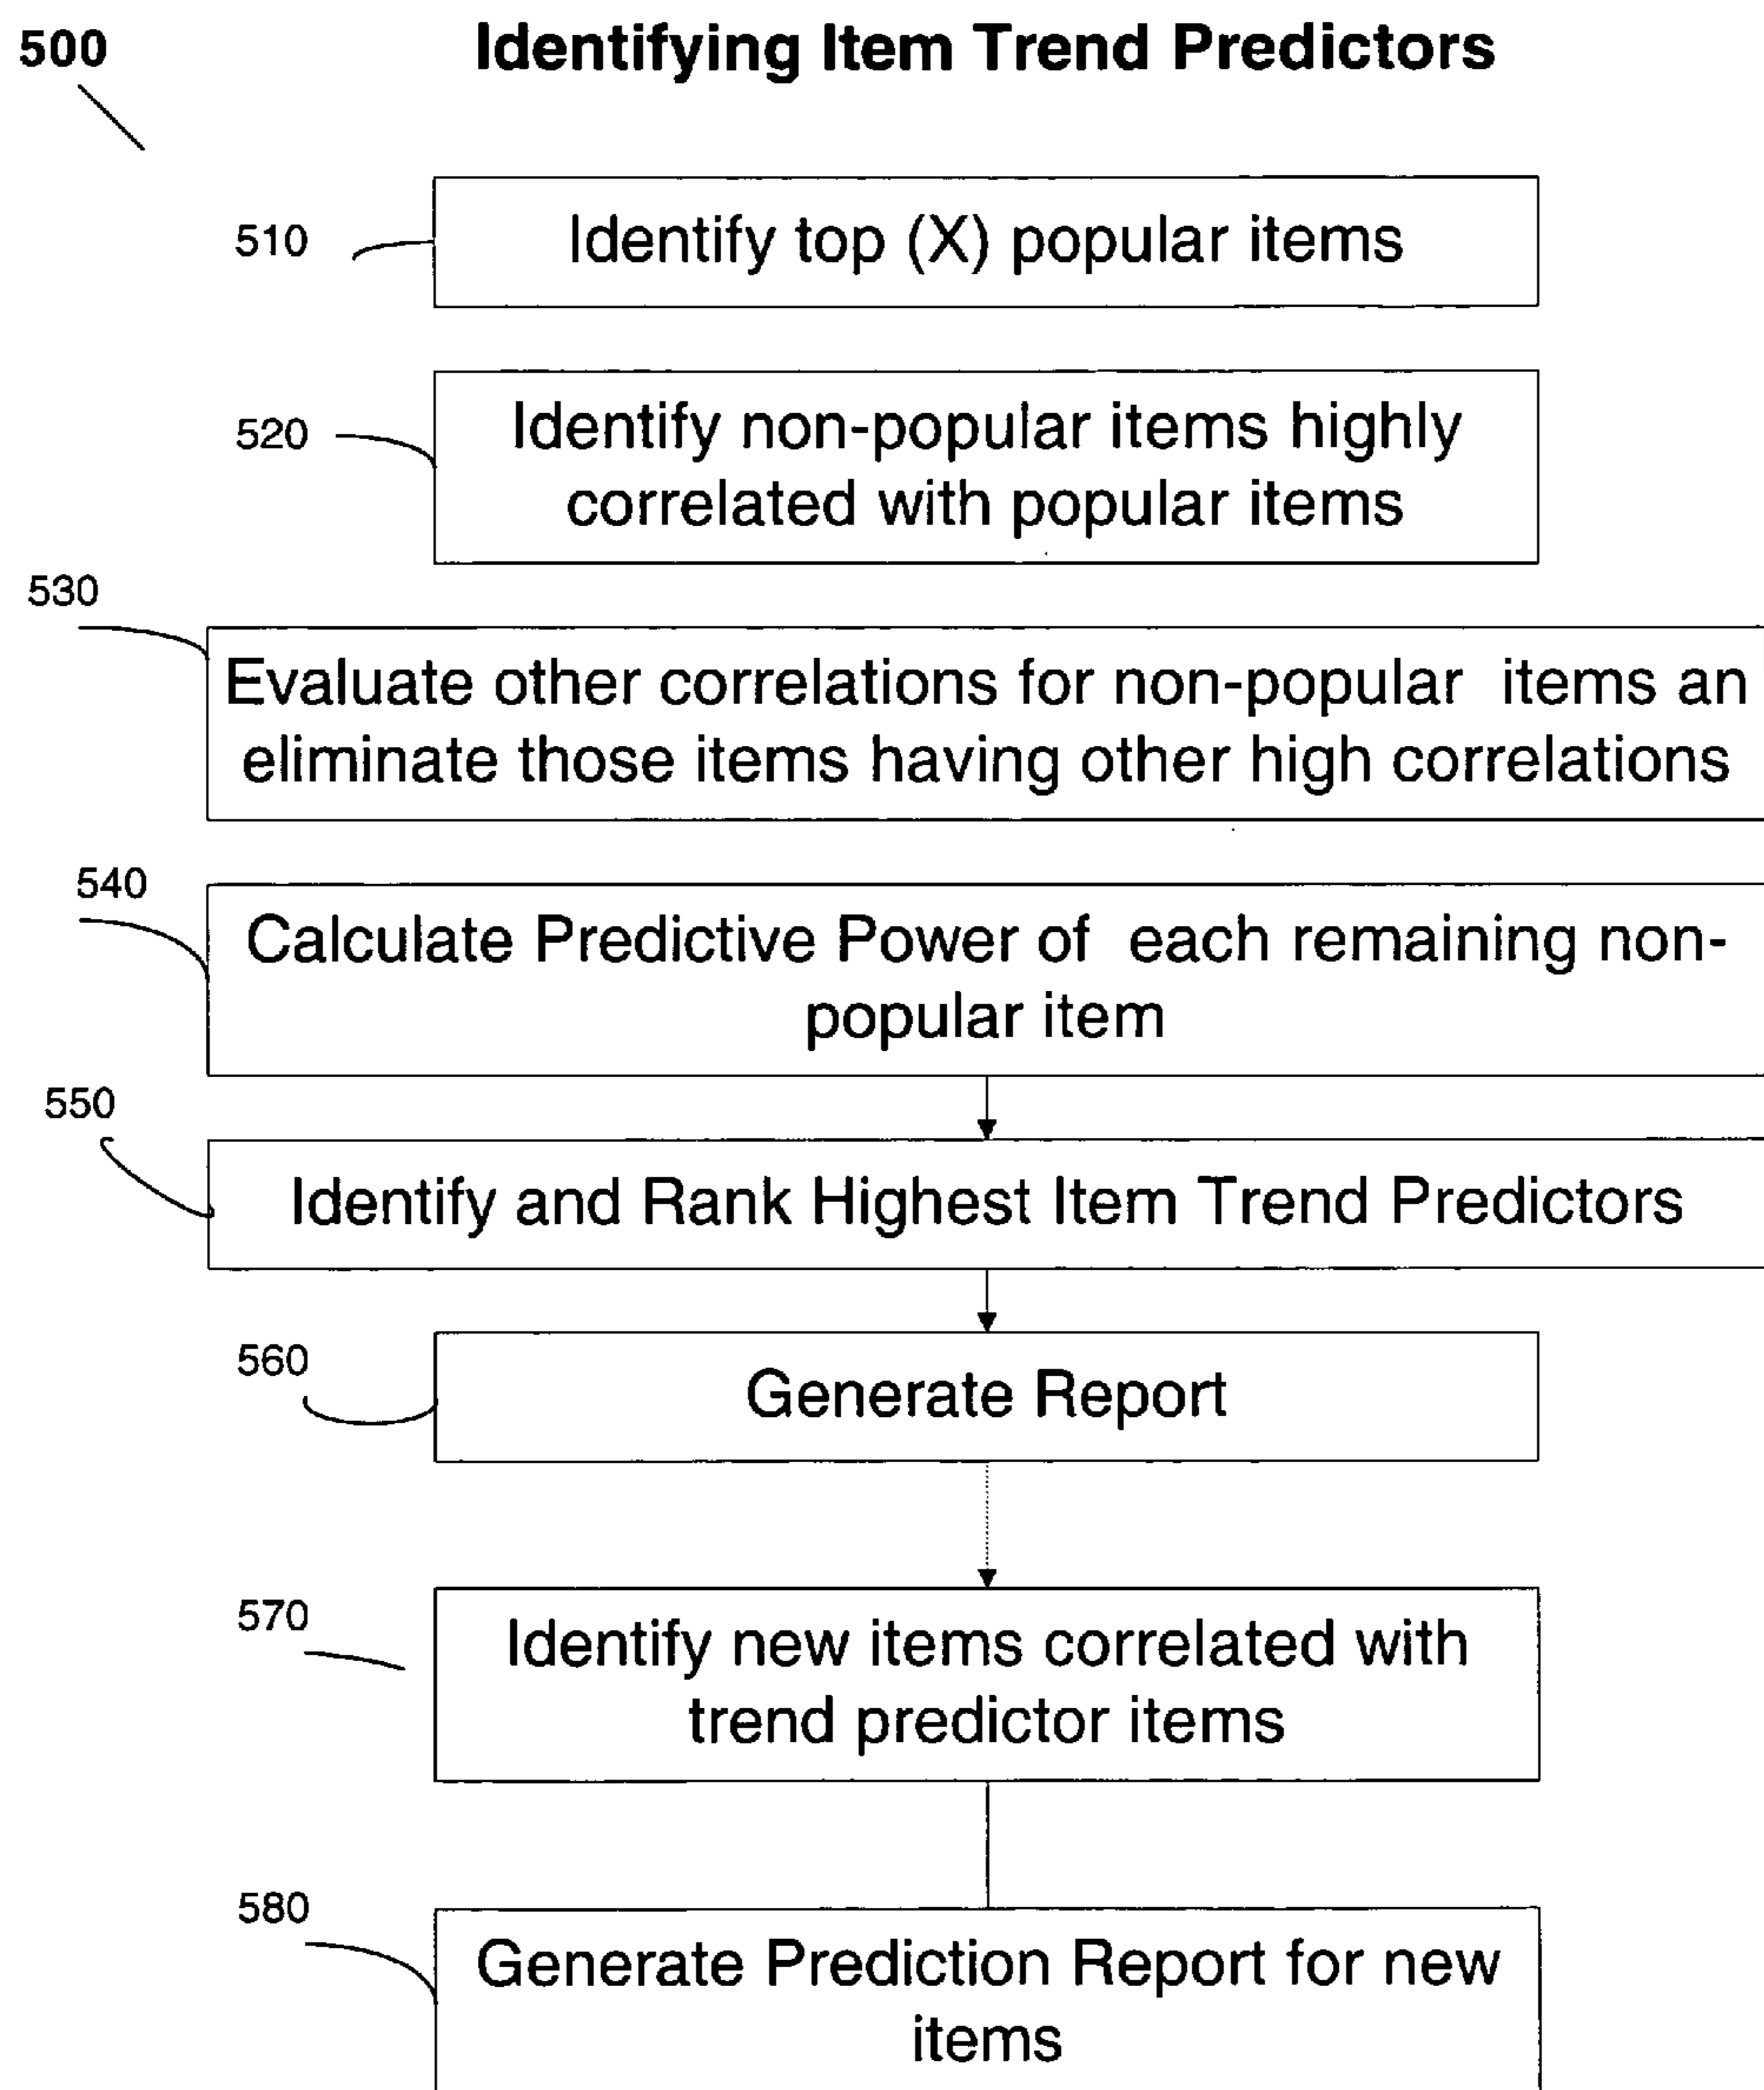 500
Identifying Item Trend Predictors
510
Identify top (X) popular items
520
Identify non-popular items highly
correlated with popular items
530
Evaluate other correlations for non-popular items an
eliminate those items having other high correlations
540
Calculate Predictive Power of each remaining non-
popular item
550
Identify and Rank Highest Item Trend Predictors
560
Generate Report
570
Identify new items correlated with
trend predictor items
580
Generate Prediction Report for new
items